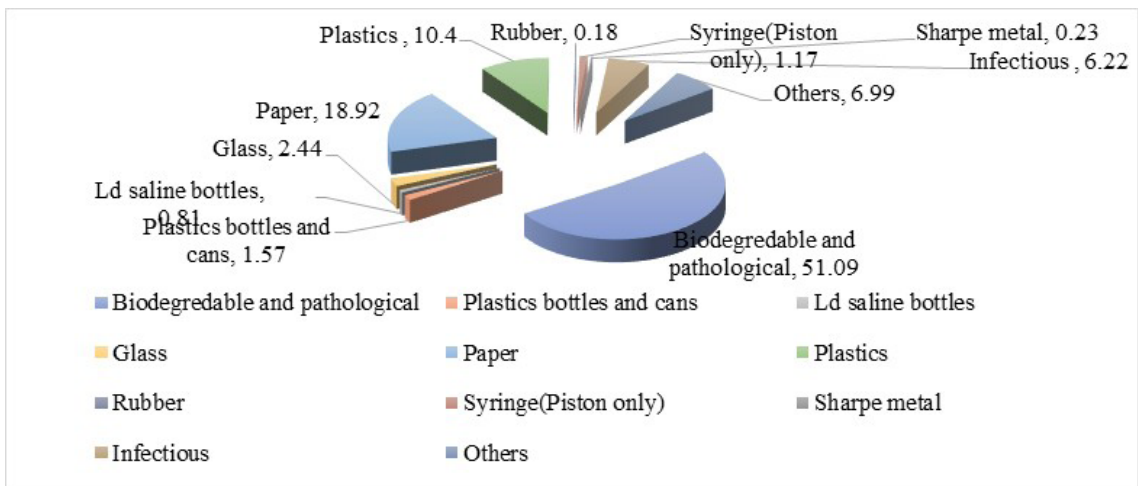 Plastics , 10.4
Rubber, 0.18
Syringe(Piston
only), 1.17
Sharpe metal, 0.23
Infectious , 6.22
Others, 6.99
Paper, 18.92
Glass, 2.44
Ld saline bottles,
0.81
Plastics bottles and
cans, 1.57
Biodegredable and
pathological, 51.09
Biodegredable and pathological
Plastics bottles and cans
Ld saline bottles
Glass
Paper
Plastics
Rubber
Syringe(Piston only)
Sharpe metal
Infectious
Others